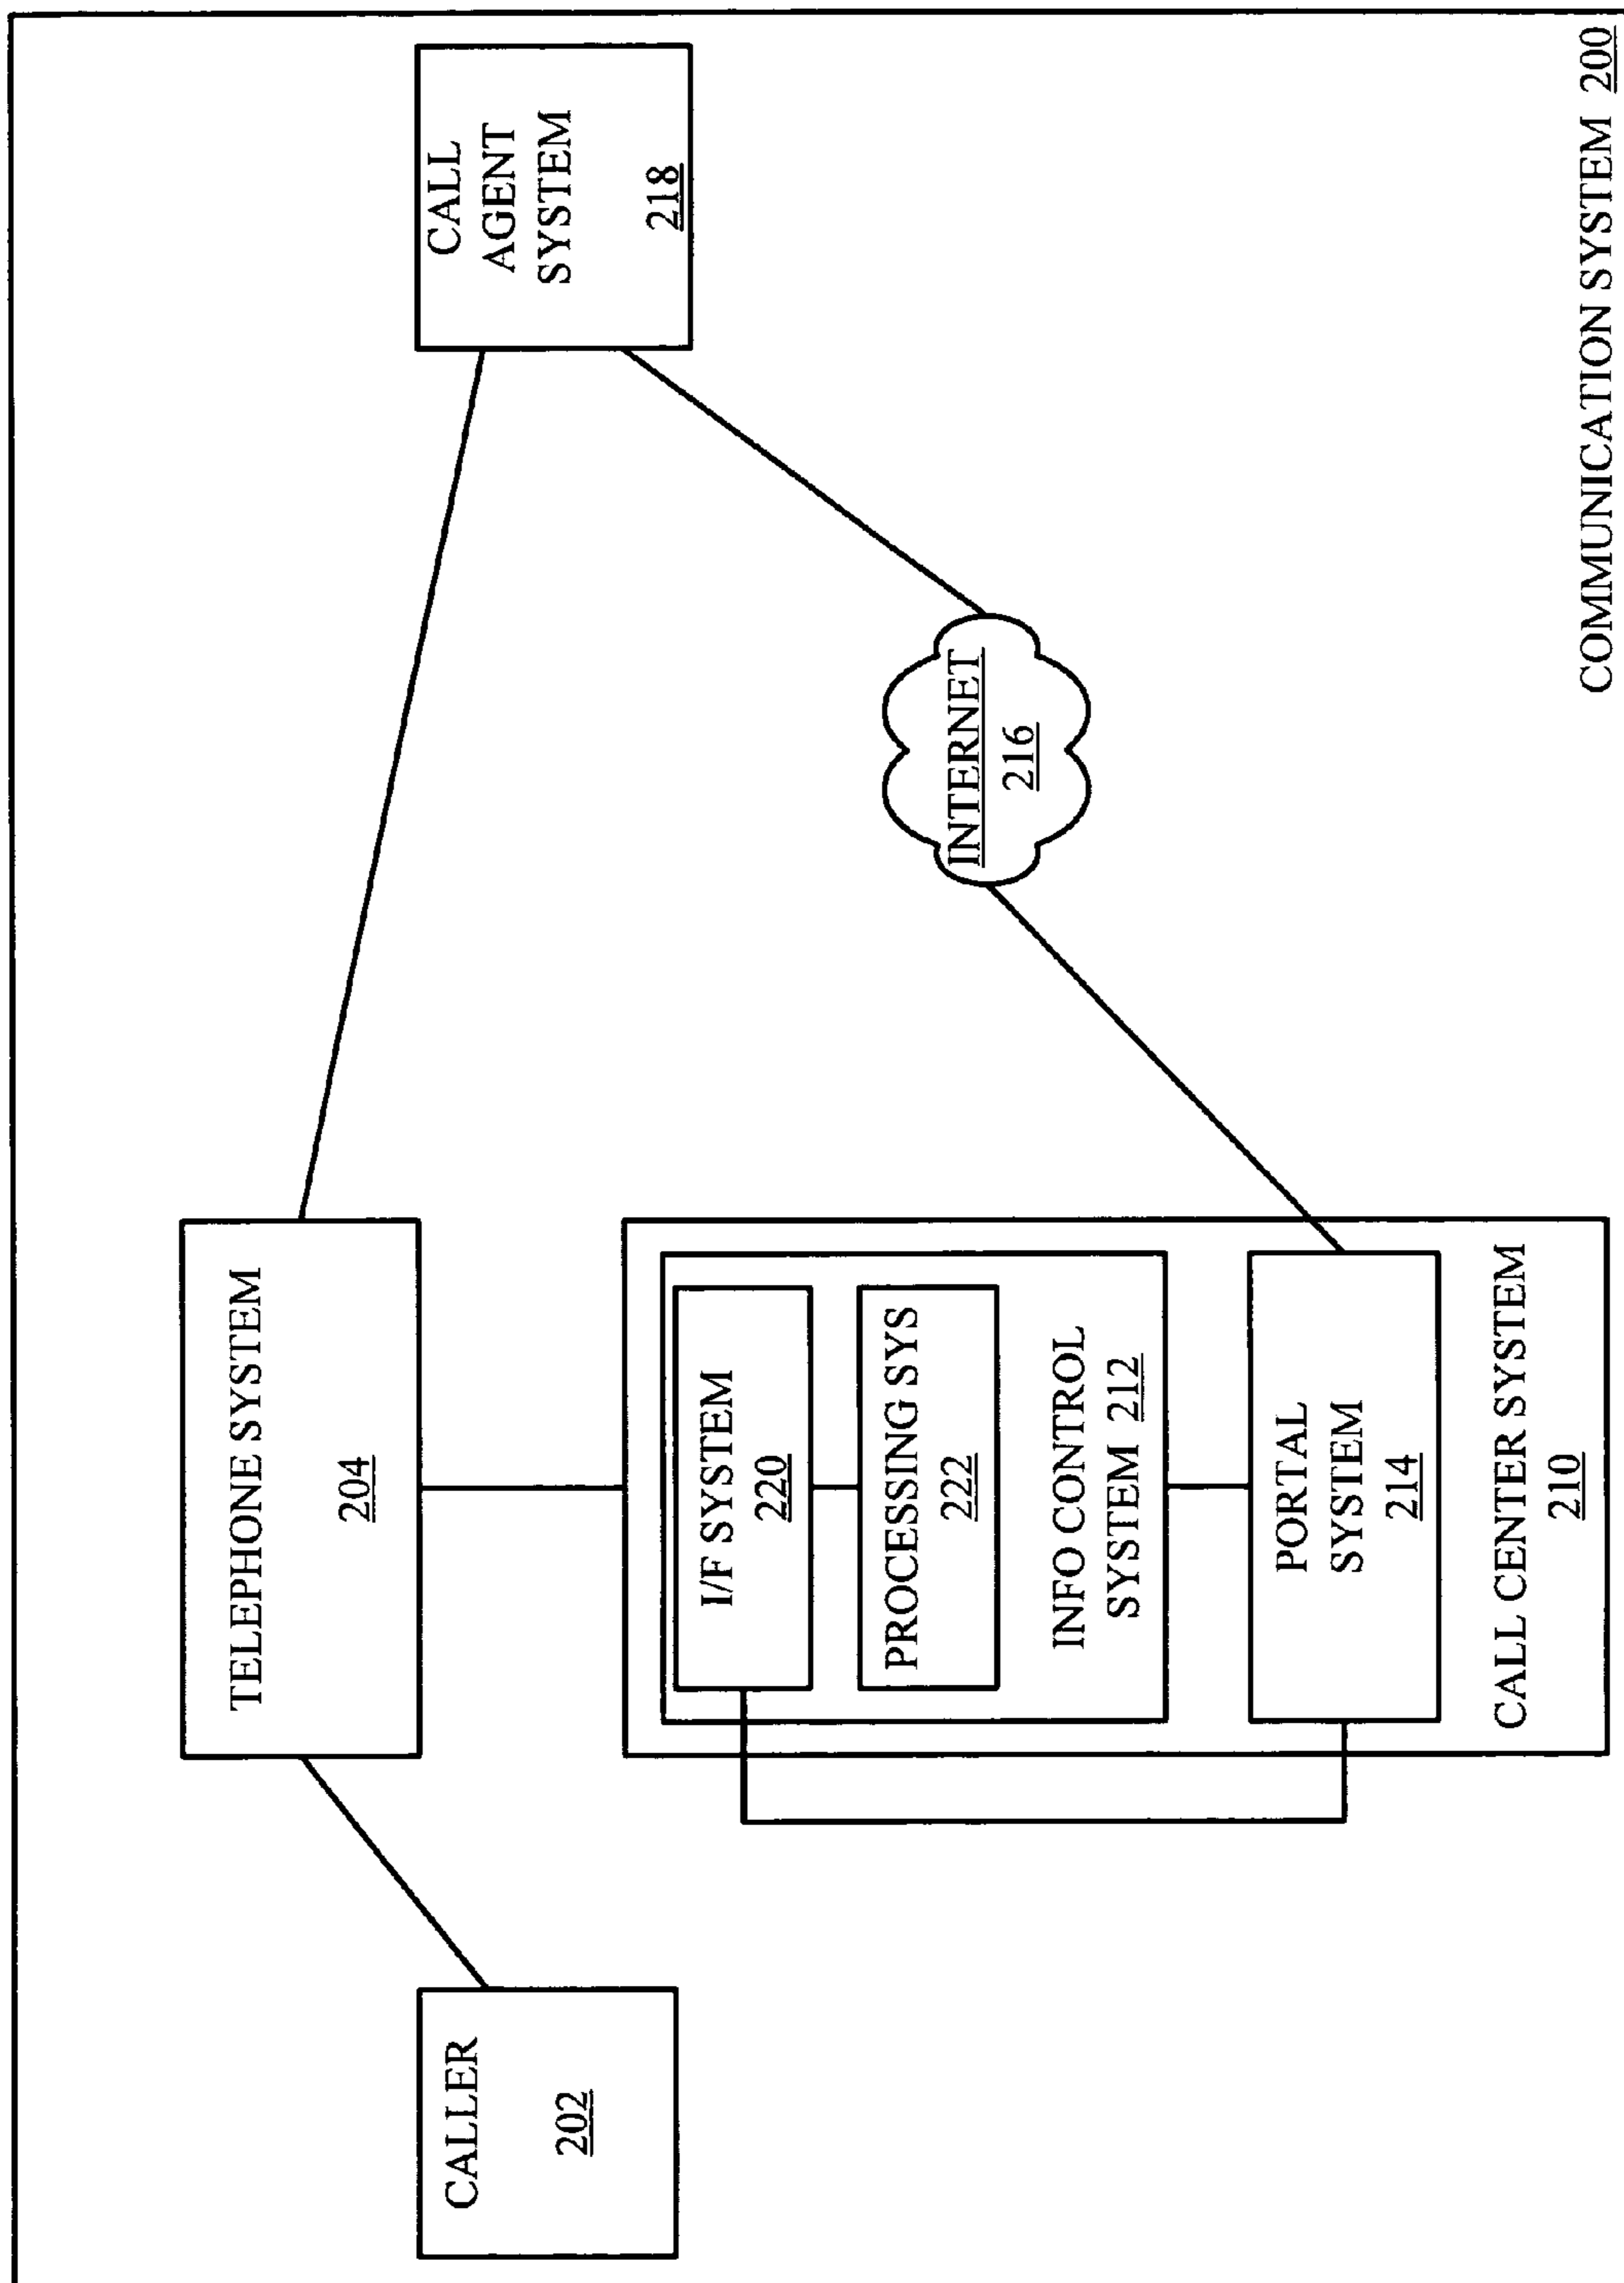 TELEPHONE SYSTEM
204
CALLER
202
CALL
AGENT
SYSTEM
218
I/F SYSTEM
220
PROCESSING SYS
222
INFO CONTROL
SYSTEM 212
INTERNET
216
PORTAL
SYSTEM
214
CALL CENTER SYSTEM
210
COMMUNICATION SYSTEM 200